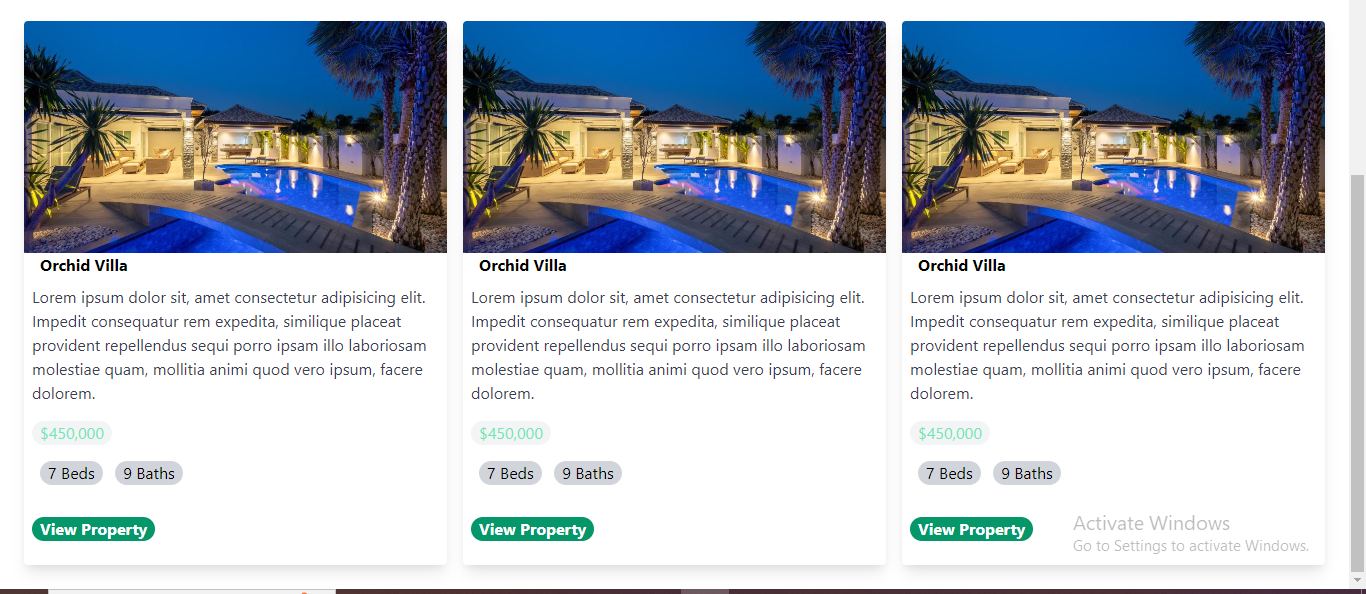 Orchid Villa
Lorem ipsum dolor sit, amet consectetur adipisicing elit.
Impedit consequatur rem expedita, similique placeat
provident repellendus sequi porro ipsam illo laboriosam
molestiae quam, mollitia animi quod vero ipsum, facere
dolorem.
$450,000
7 Beds 9 Baths
View Property
Orchid Villa
Lorem ipsum dolor sit, amet consectetur adipisicing elit.
Impedit consequatur rem expedita, similique placeat
provident repellendus sequi porro ipsam illo laboriosam
molestiae quam, mollitia animi quod vero ipsum, facere
dolorem.
$450,000
7 Beds 9 Baths
View Property
Orchid Villa
Lorem ipsum dolor sit, amet consectetur adipisicing elit.
Impedit consequatur rem expedita, similique placeat
provident repellendus sequi porro ipsam illo laboriosam
molestiae quam, mollitia animi quod vero ipsum, facere
dolorem.
$450,000
7 Beds 9 Baths
View Property
Activate Windows
Go to Settings to activate Windows.